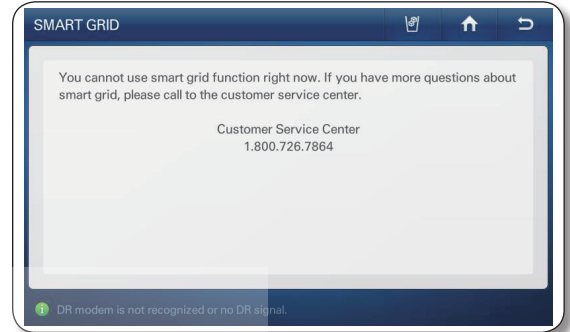 SMART GRID
You cannot use smart grid function right now. If you have more questions about
smart grid, please call to the customer service center.
Customer Service Center
1.800.726.7864
DR modem is not recognized or no DR signal.